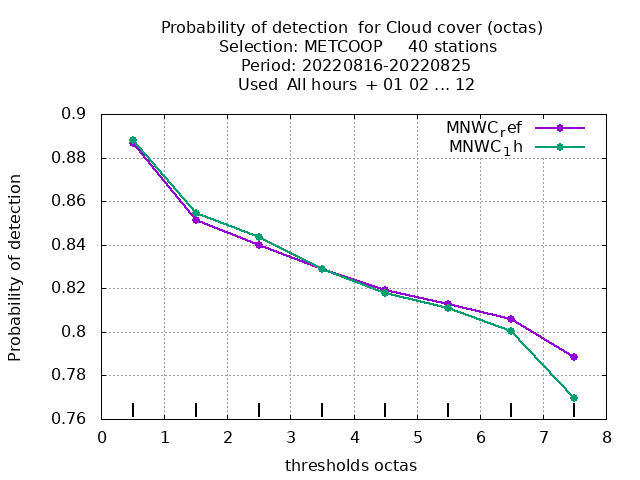 Probability of detection  for Cloud cover (octas)
Selection: METCOOP     40 stations
Period: 20220816-20220825
Used  All hours  + 01 02 ... 12
MNWCref
MNWC1h
0.9
0.88
0.86
0.84
0.82
0.8
0.78
0.76
Probability of detection
0 1 2 3 4 5 6 7 8
thresholds octas